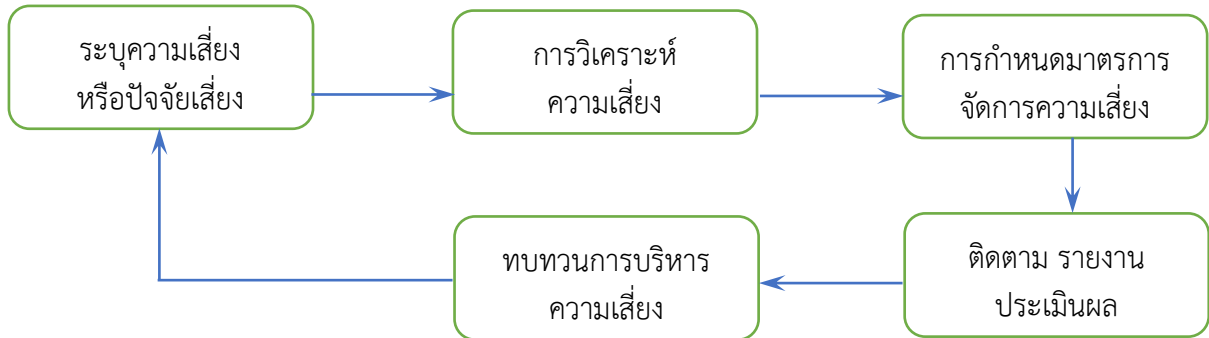 ระบุความเสี่ยง
หรือปัจจัยเสี่ยง
การวิเคราะห์
ความเสี่ยง
การกำหนดมาตรการ
จัดการความเสี่ยง
ติดตาม รายงาน
ประเมินผล
ทบทวนการบริหาร
ความเสี่ยง